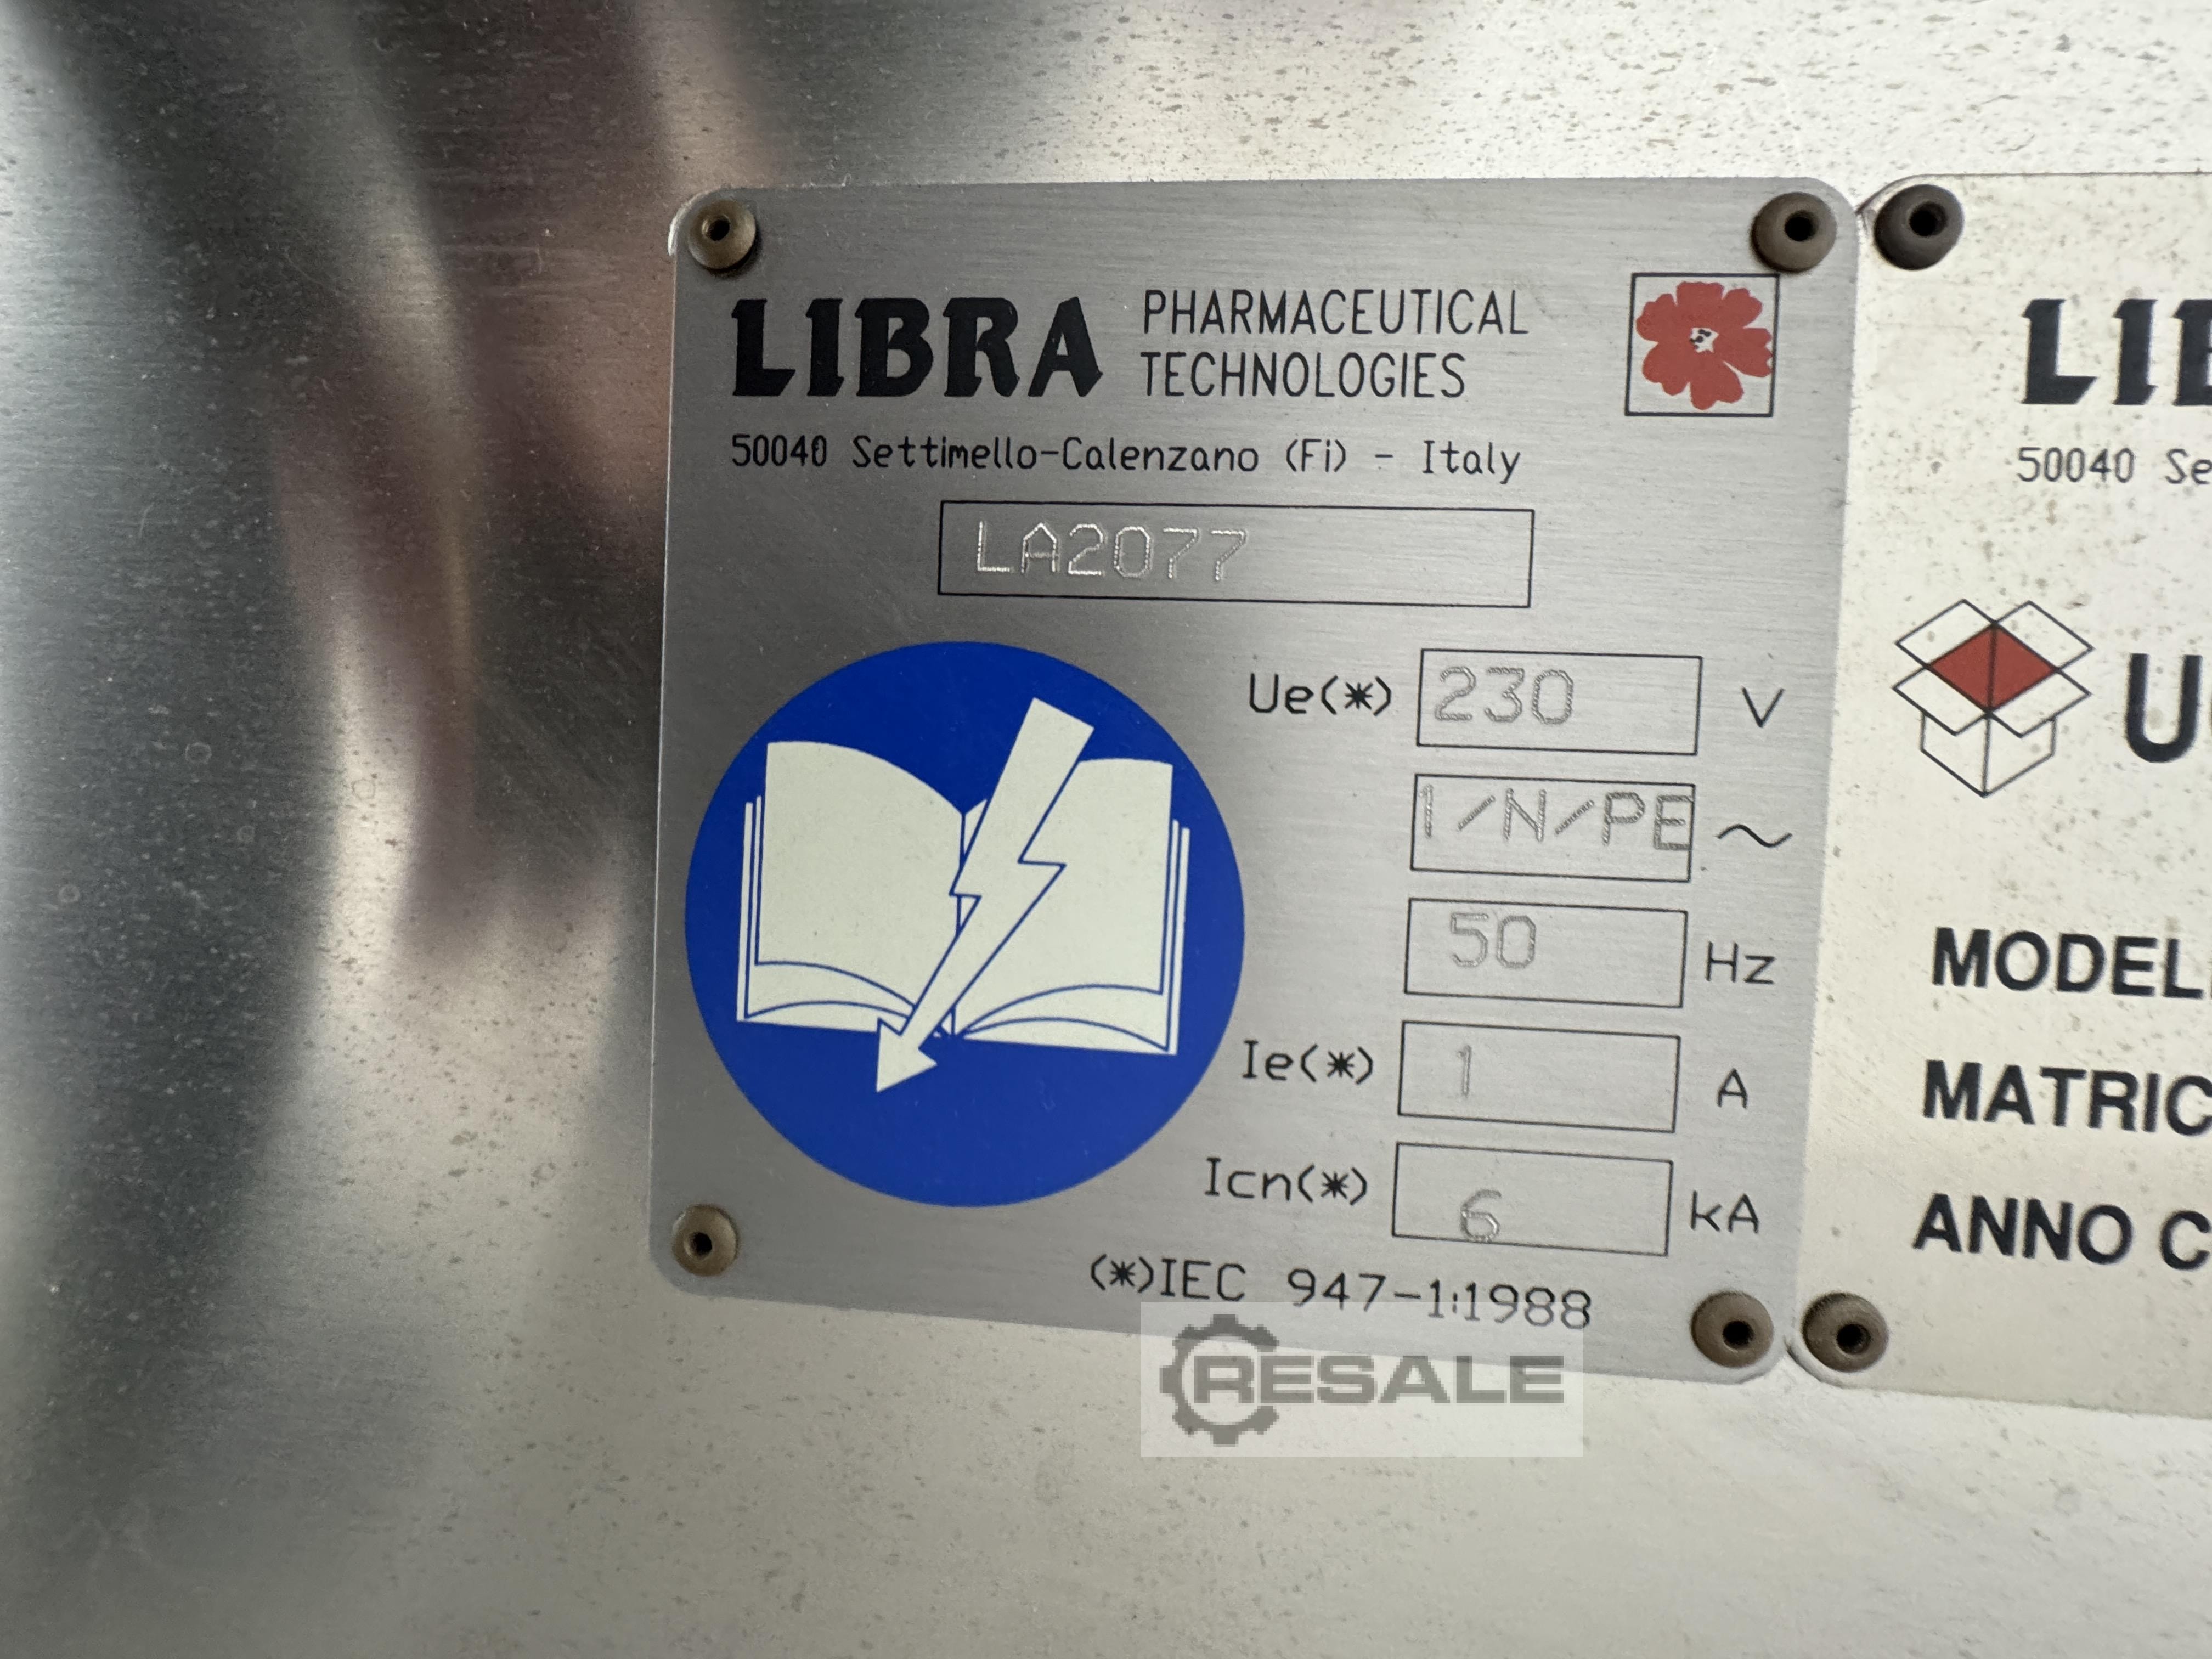 LIBRA PHARMACEUTICAL
TECHNOLOGIES
50040 Settimello-Calenzano (Fi) - Italy
LA2077
Ue(*) 230 V
1/N/PE ~
50 Hz
Ie(*) 1 A
Icn(*) 6 kA
(*)IEC 947-1:1988
RESALE
LIB
50040 Se
U
MODEL
MATRIC
ANNO C